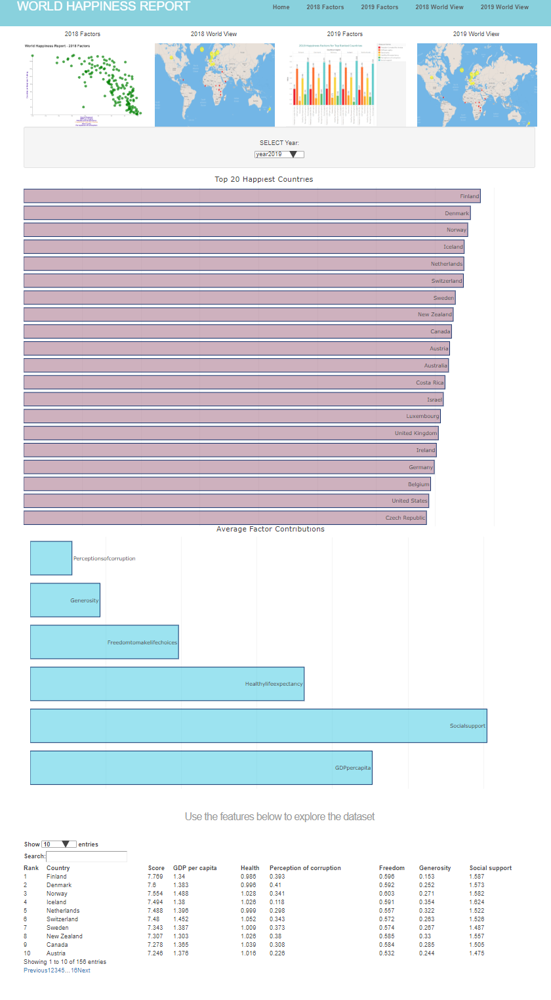 WORLD HAPPINESS REPORT
Home 2018 Factors 2019 Factors 2018 World View 2019 World View
2018 Factors 2018 World View 2019 Factors 2019 World View
World Happiness Report - 2018 Factors
2019 Happiness Factors for Top Ranked Countries
SELECT Year:
year2019
Top 20 Happiest Countries
Finland
Denmark
Norway
Iceland
Netherlands
Switzerland
Sweden
New Zealand
Canada
Austria
Australia
Costa Rica
Israel
Luxembourg
United Kingdom
Ireland
Germany
Belgium
United States
Czech Republic
Average Factor Contributions
Perceptionsofcorruption
Generosity
Freedomtomakelifechoices
Healthylifeexpectancy
Socialsupport
GDPpercapita
Use the features below to explore the dataset
Show 10 entries
Search:
Rank Country Score GDP per capita Health Perception of corruption Freedom Generosity Social support
1 Finland 7.769 1.34 0.986 0.393 0.596 0.153 1.587
2 Denmark 7.6 1.383 0.996 0.41 0.592 0.252 1.573
3 Norway 7.554 1.488 1.028 0.341 0.603 0.271 1.582
4 Iceland 7.494 1.38 1.026 0.118 0.591 0.354 1.624
5 Netherlands 7.488 1.396 0.999 0.298 0.557 0.322 1.522
6 Switzerland 7.48 1.452 1.052 0.343 0.572 0.263 1.526
7 Sweden 7.343 1.387 1.009 0.373 0.574 0.267 1.487
8 New Zealand 7.307 1.303 1.026 0.38 0.585 0.33 1.557
9 Canada 7.278 1.365 1.039 0.308 0.584 0.285 1.505
10 Austria 7.246 1.376 1.016 0.226 0.532 0.244 1.475
Showing 1 to 10 of 156 entries
Previous12345…16Next